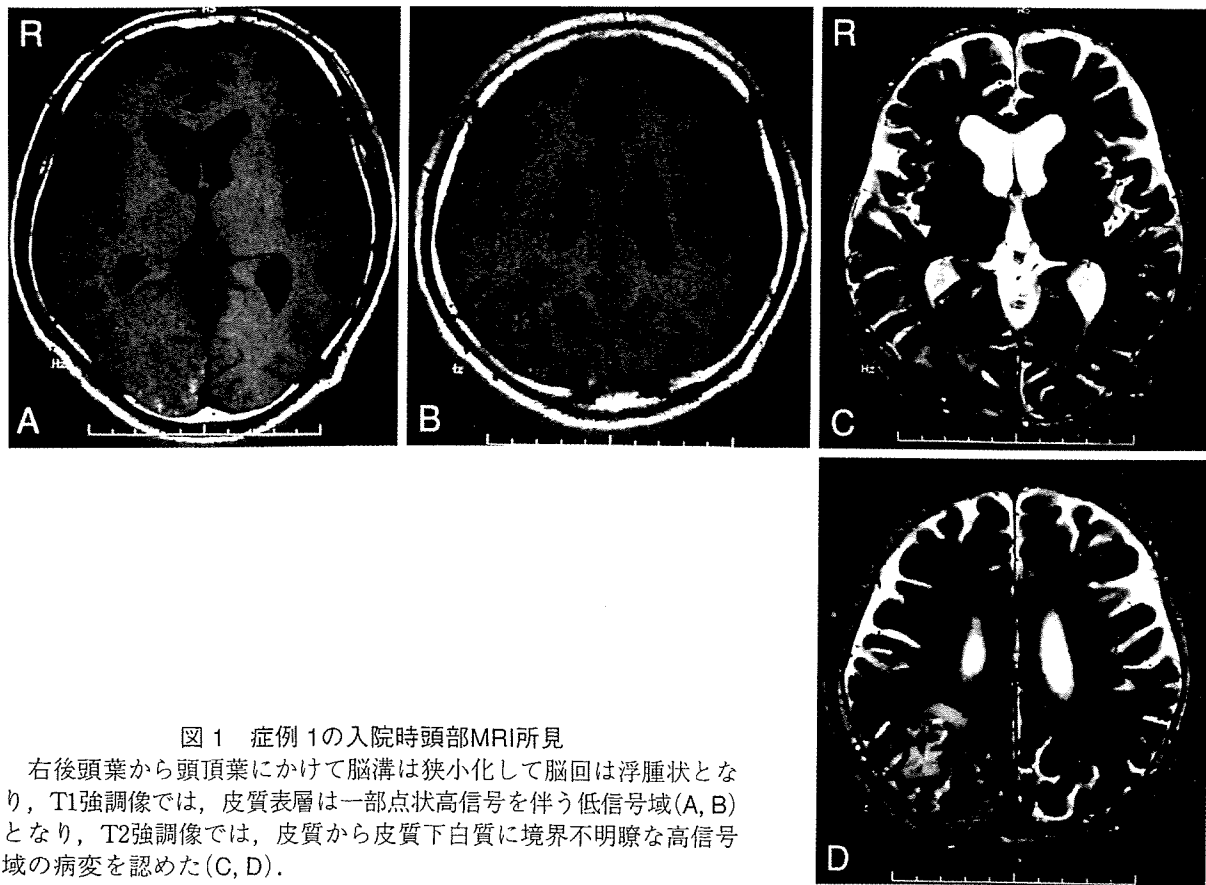 R
R
Hz
A
tz
B
Hz
C
D
図 1 症例 1の入院時頭部MRI所見
右後頭葉から頭頂葉にかけて脳溝は狭小化して脳回は浮腫状とな
り，T1強調像では，皮質表層は一部点状高信号を伴う低信号域(A, B)
となり，T2強調像では，皮質から皮質下白質に境界不明瞭な高信号
域の病変を認めた(C, D)．